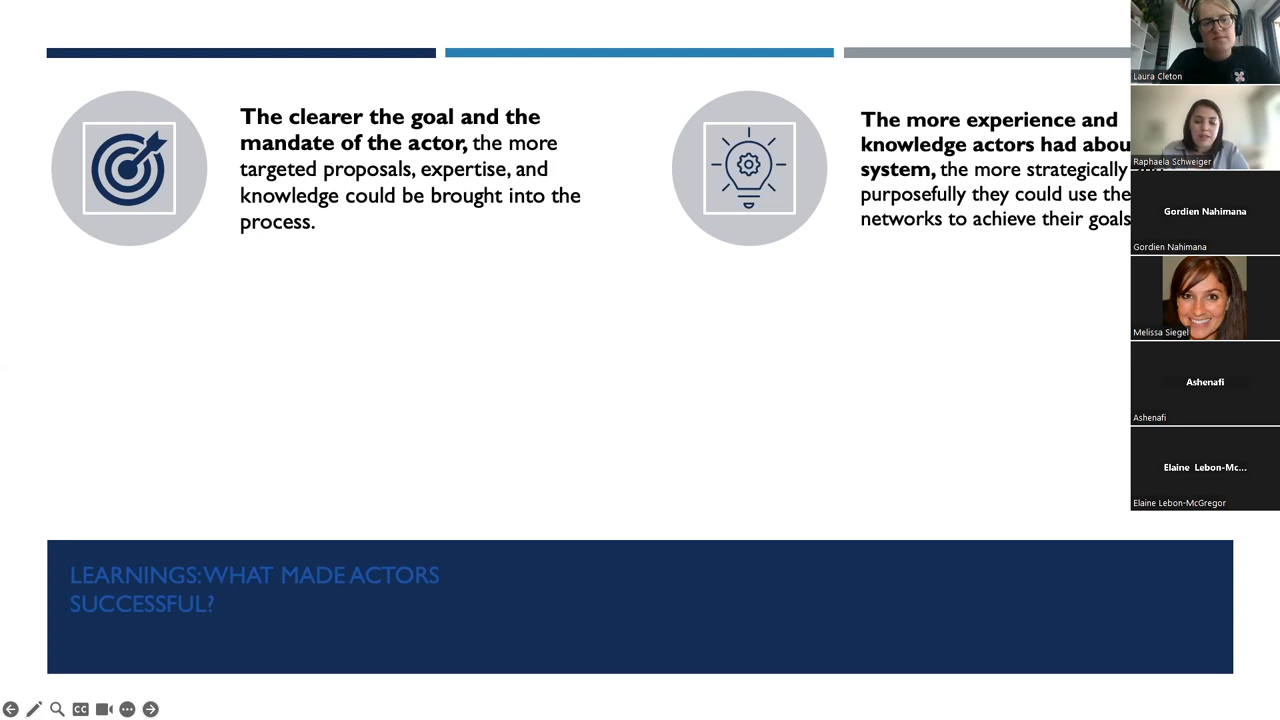 The clearer the goal and the
mandate of the actor, the more
targeted proposals, expertise, and
knowledge could be brought into the
process.
The more experience and
knowledge actors had abou
system, the more strategically
purposefully they could use the
networks to achieve their goals
LEARNINGS: WHAT MADE ACTORS
SUCCESSFUL?
Laura Cleton
Raphaela Schweiger
Gordien Nahimana
Gordien Nahimana
Melissa Siegel
Ashenafi
Ashenafi
Elaine Lebon-Mc...
Elaine Lebon-McGregor
CC